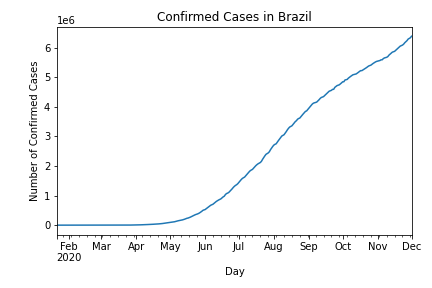 Confirmed Cases in Brazil
1e6
6
5
4
3
2
1
0
Number of Confirmed Cases
Feb Mar Apr May Jun Jul Aug Sep Oct Nov Dec
2020
Day